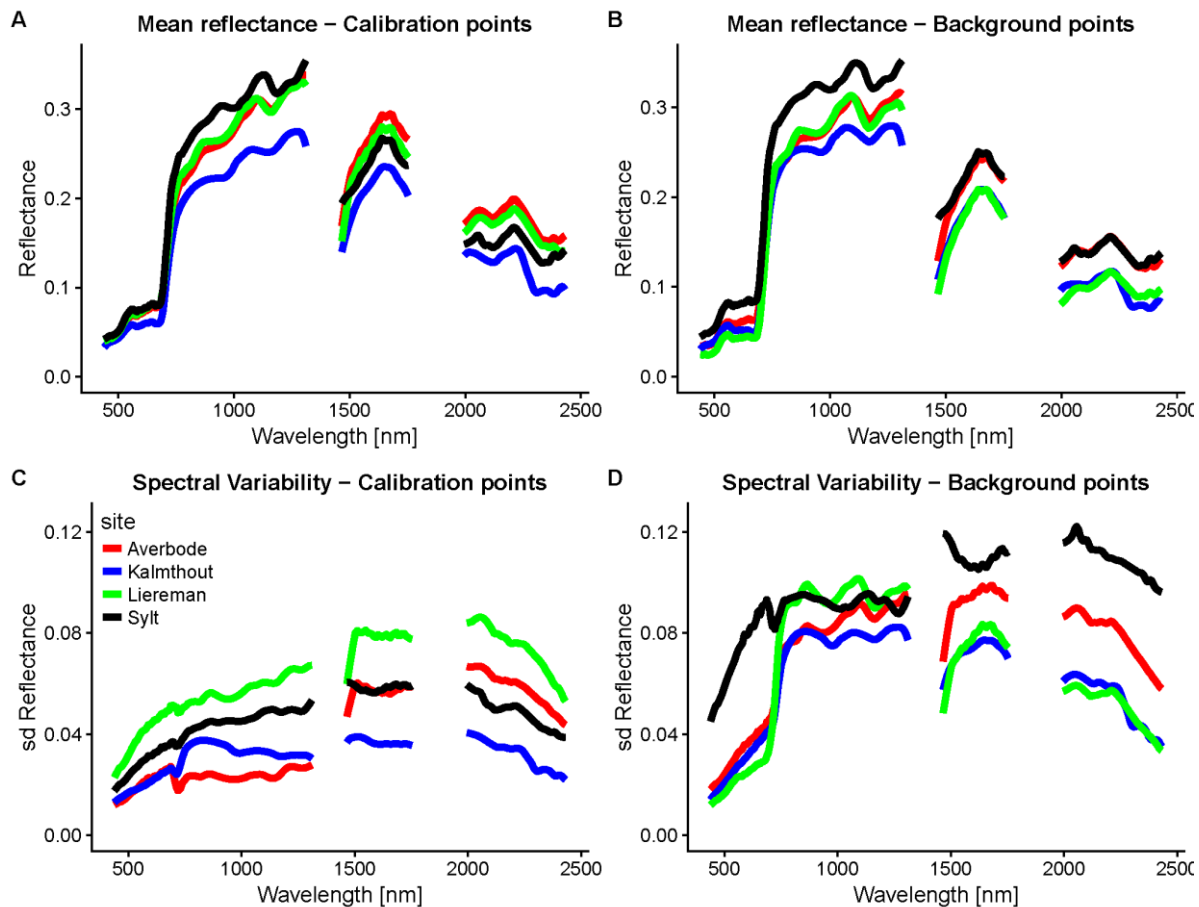 A
Mean reflectance – Calibration points
Reflectance
0.3
0.2
0.1
0.0
500 1000 1500 2000 2500
Wavelength [nm]
B
Mean reflectance – Background points
Reflectance
0.3
0.2
0.1
0.0
500 1000 1500 2000 2500
Wavelength [nm]
C
Spectral Variability – Calibration points
sd Reflectance
0.12
0.08
0.04
0.00
site
Averbode
Kalmthout
Liereman
Sylt
500 1000 1500 2000 2500
Wavelength [nm]
D
Spectral Variability – Background points
sd Reflectance
0.12
0.08
0.04
0.00
500 1000 1500 2000 2500
Wavelength [nm]